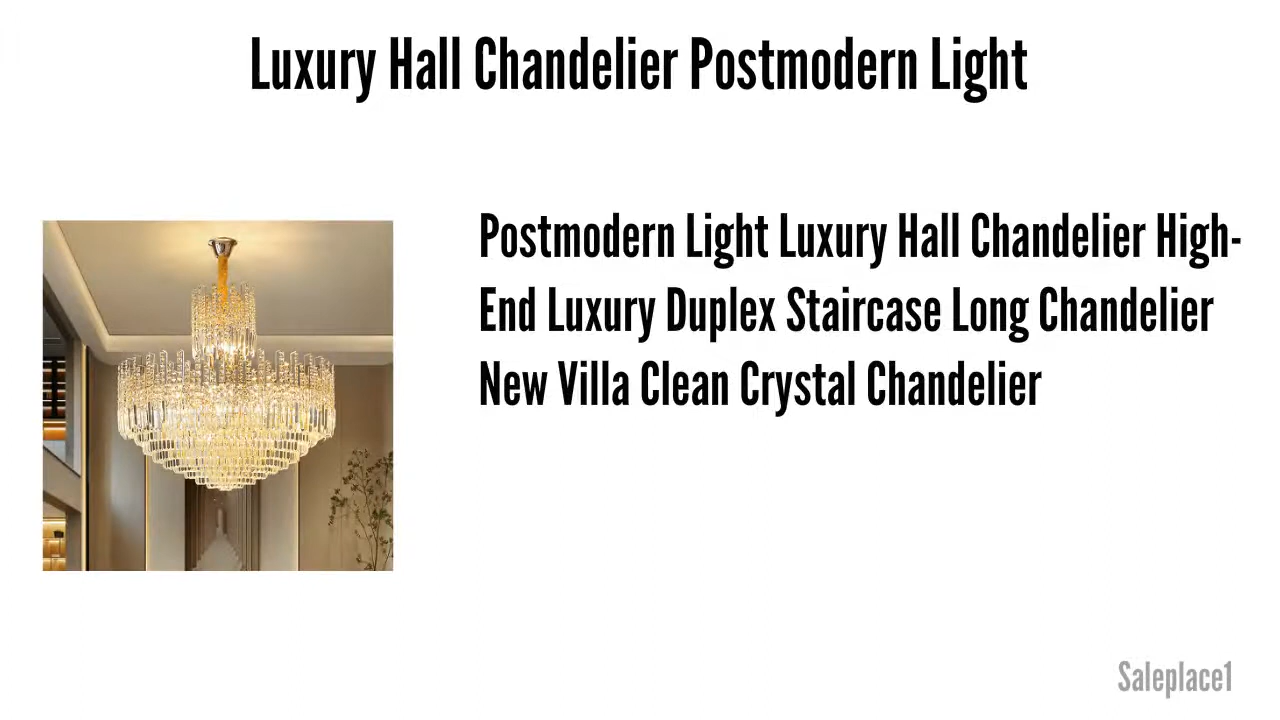 Luxury Hall Chandelier Postmodern Light
Postmodern Light Luxury Hall Chandelier High-
End Luxury Duplex Staircase Long Chandelier
New Villa Clean Crystal Chandelier
Saleplace1